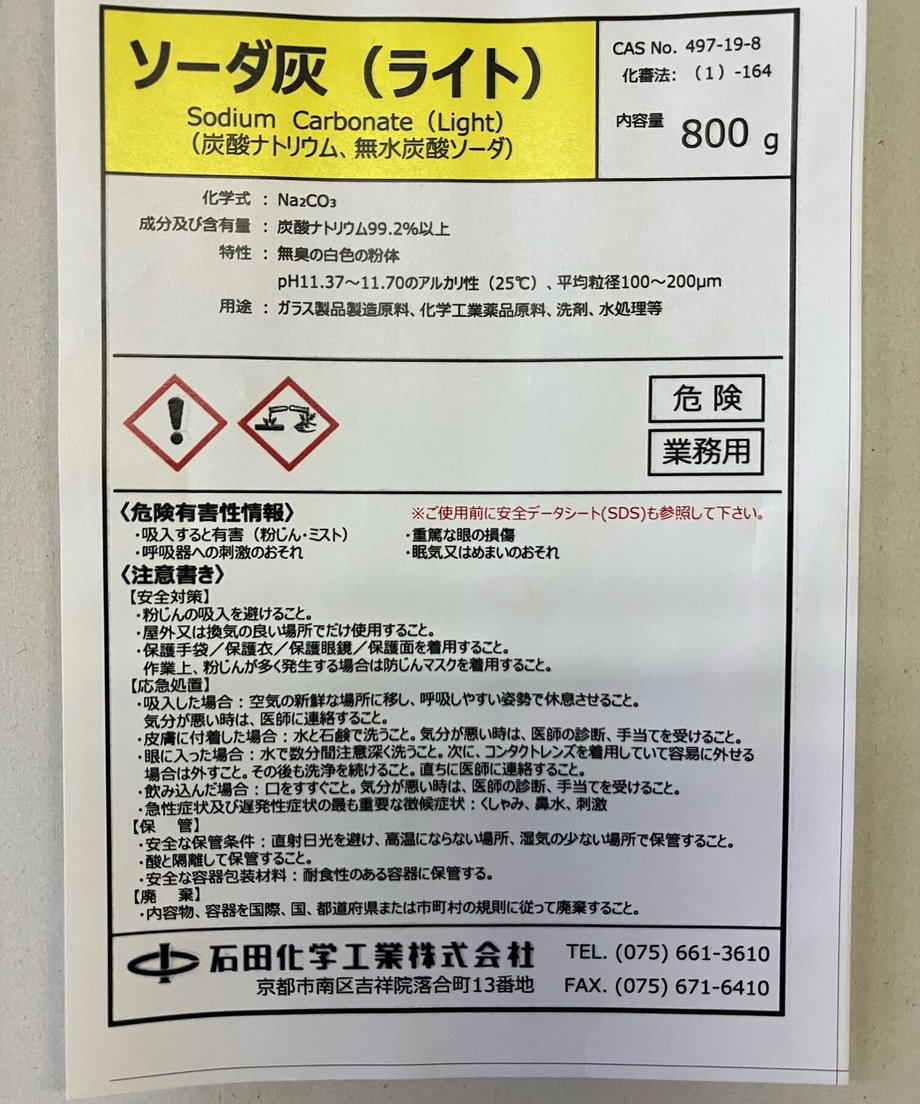 ソーダ灰（ライト）
Sodium Carbonate（Light）
（炭酸ナトリウム、無水炭酸ソーダ）
CAS No. 497-19-8
化審法:（１）-164
内容量 800 g
化学式 : Na₂CO₃
成分及び含有量 : 炭酸ナトリウム99.2%以上
特性 : 無臭の白色の粉体
pH11.37～11.70のアルカリ性（25℃）、平均粒径100～200μm
用途 : ガラス製品製造原料、化学工業薬品原料、洗剤、水処理等
危険
業務用
〈危険有害性情報〉
※ご使用前に安全データシート(SDS)も参照して下さい。
・吸入すると有害（粉じん・ミスト）
・重篤な眼の損傷
・呼吸器への刺激のおそれ
・眠気又はめまいのおそれ
〈注意書き〉
【安全対策】
・粉じんの吸入を避けること。
・屋外又は換気の良い場所でだけ使用すること。
・保護手袋／保護衣／保護眼鏡／保護面を着用すること。
作業上、粉じんが多く発生する場合は防じんマスクを着用すること。
【応急処置】
・吸入した場合 : 空気の新鮮な場所に移し、呼吸しやすい姿勢で休息させること。
気分が悪い時は、医師に連絡すること。
・皮膚に付着した場合 : 水と石鹸で洗うこと。気分が悪い時は、医師の診断、手当てを受けること。
・眼に入った場合 : 水で数分間注意深く洗うこと。次に、コンタクトレンズを着用していて容易に外せる
場合は外すこと。その後も洗浄を続けること。直ちに医師に連絡すること。
・飲み込んだ場合 : 口をすすぐこと。気分が悪い時は、医師の診断、手当てを受けること。
・急性症状及び遅発性症状の最も重要な徴候症状 : くしゃみ、鼻水、刺激
【保　管】
・安全な保管条件 : 直射日光を避け、高温にならない場所、湿気の少ない場所で保管すること。
・酸と隔離して保管すること。
・安全な容器包装材料 : 耐食性のある容器に保管する。
【廃　棄】
・内容物、容器を国際、国、都道府県または市町村の規則に従って廃棄すること。
石田化学工業株式会社
京都市南区吉祥院落合町13番地
TEL. (075) 661-3610
FAX. (075) 671-6410